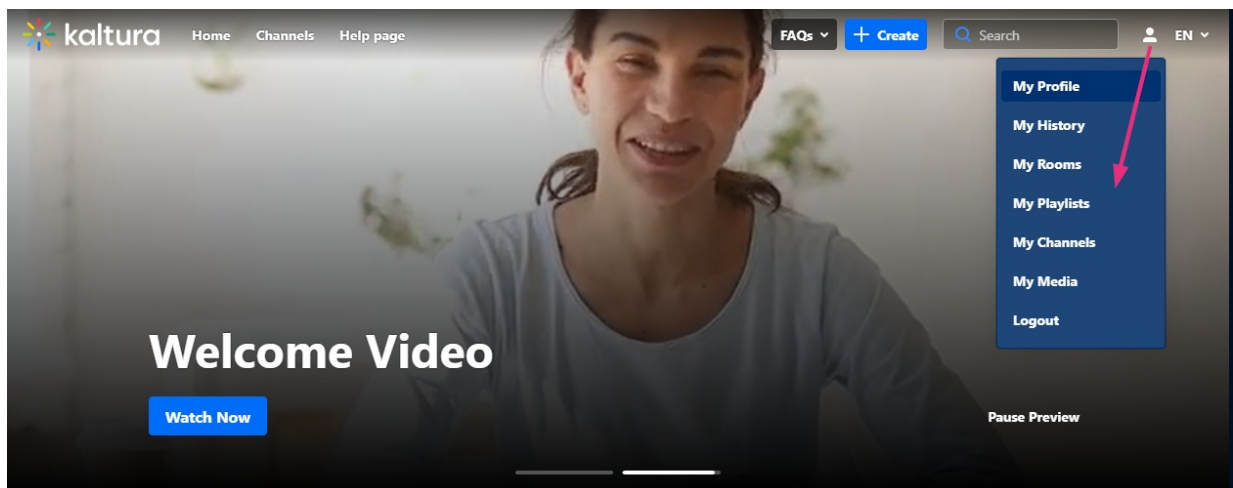 kaltura Home Channels Help page FAQs + Create Search EN
My Profile
My History
My Rooms
My Playlists
My Channels
My Media
Logout
Welcome Video
Watch Now
Pause Preview